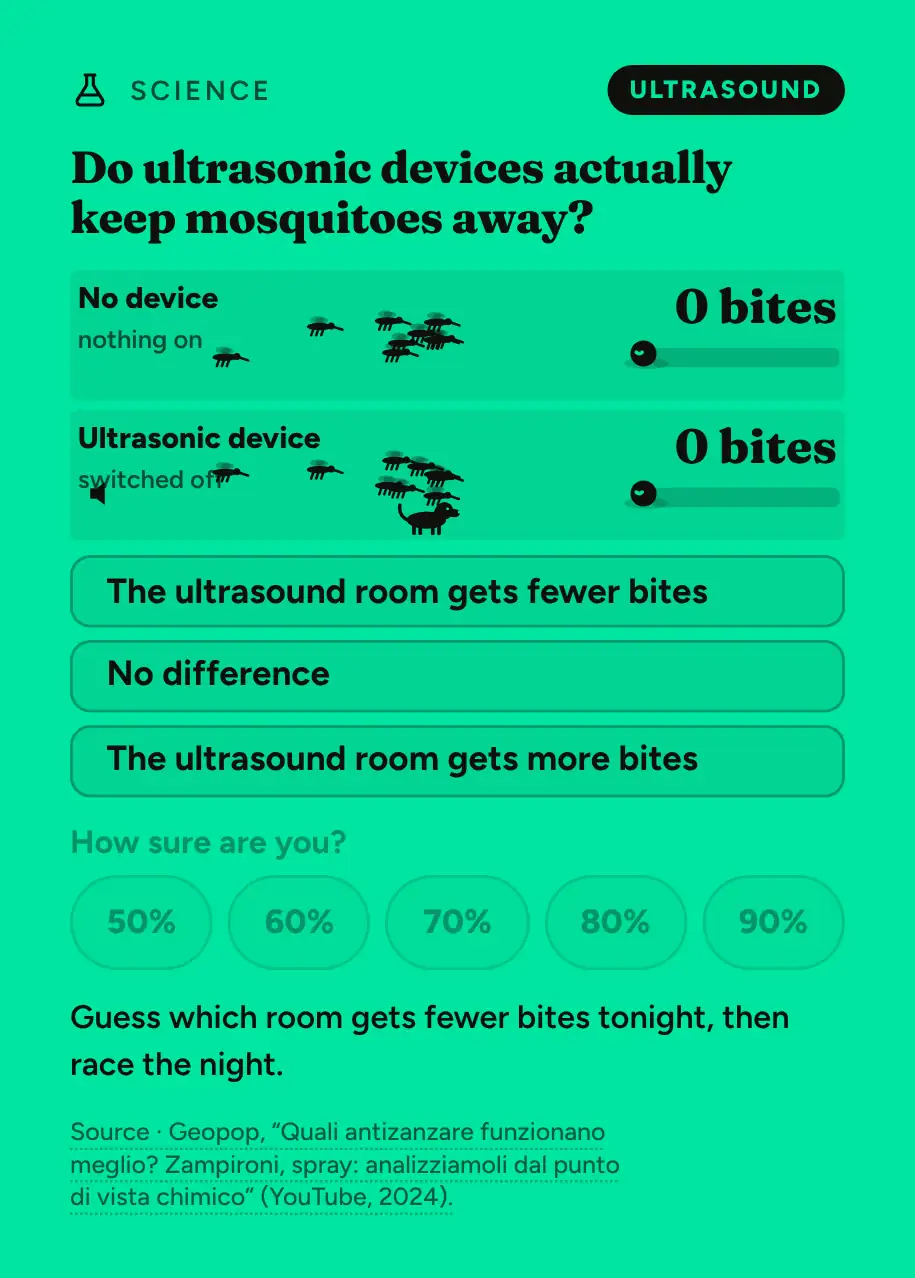 SCIENCE
ULTRASOUND
Do ultrasonic devices actually
keep mosquitoes away?
No device
nothing on
0 bites
Ultrasonic device
switched off
0 bites
The ultrasound room gets fewer bites
No difference
The ultrasound room gets more bites
How sure are you?
50%
60%
70%
80%
90%
Guess which room gets fewer bites tonight, then
race the night.
Source · Geopop, “Quali antizanzare funzionano
meglio? Zampironi, spray: analizziamoli dal punto
di vista chimico” (YouTube, 2024).